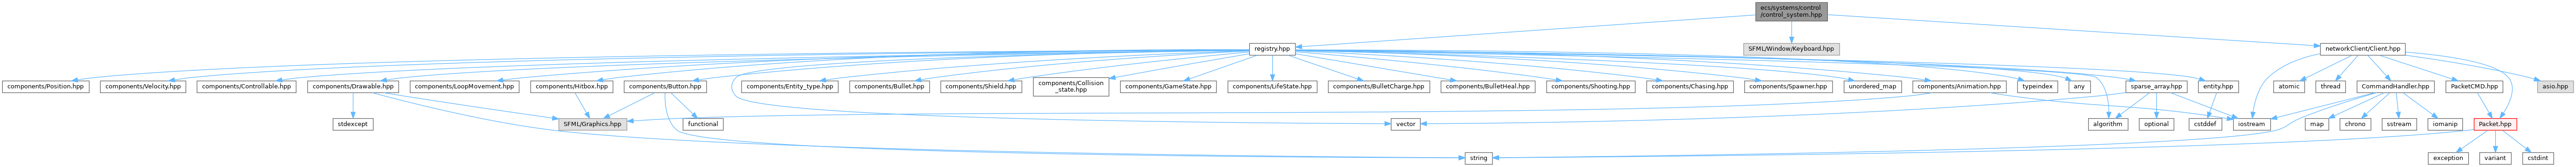 ecs/systems/control
/control_system.hpp
registry.hpp
SFML/Window/Keyboard.hpp
networkClient/Client.hpp
components/Position.hpp
components/Velocity.hpp
components/Controllable.hpp
components/Drawable.hpp
components/LoopMovement.hpp
components/Hitbox.hpp
components/Button.hpp
components/Entity_type.hpp
components/Bullet.hpp
components/Shield.hpp
components/Collision
_state.hpp
components/GameState.hpp
components/LifeState.hpp
components/BulletCharge.hpp
components/BulletHeal.hpp
components/Shooting.hpp
components/Chasing.hpp
components/Spawner.hpp
unordered_map
components/Animation.hpp
typeindex
any
sparse_array.hpp
entity.hpp
atomic
thread
CommandHandler.hpp
PacketCMD.hpp
asio.hpp
stdexcept
SFML/Graphics.hpp
functional
vector
algorithm
optional
cstddef
iostream
map
chrono
sstream
iomanip
Packet.hpp
string
exception
variant
cstdint